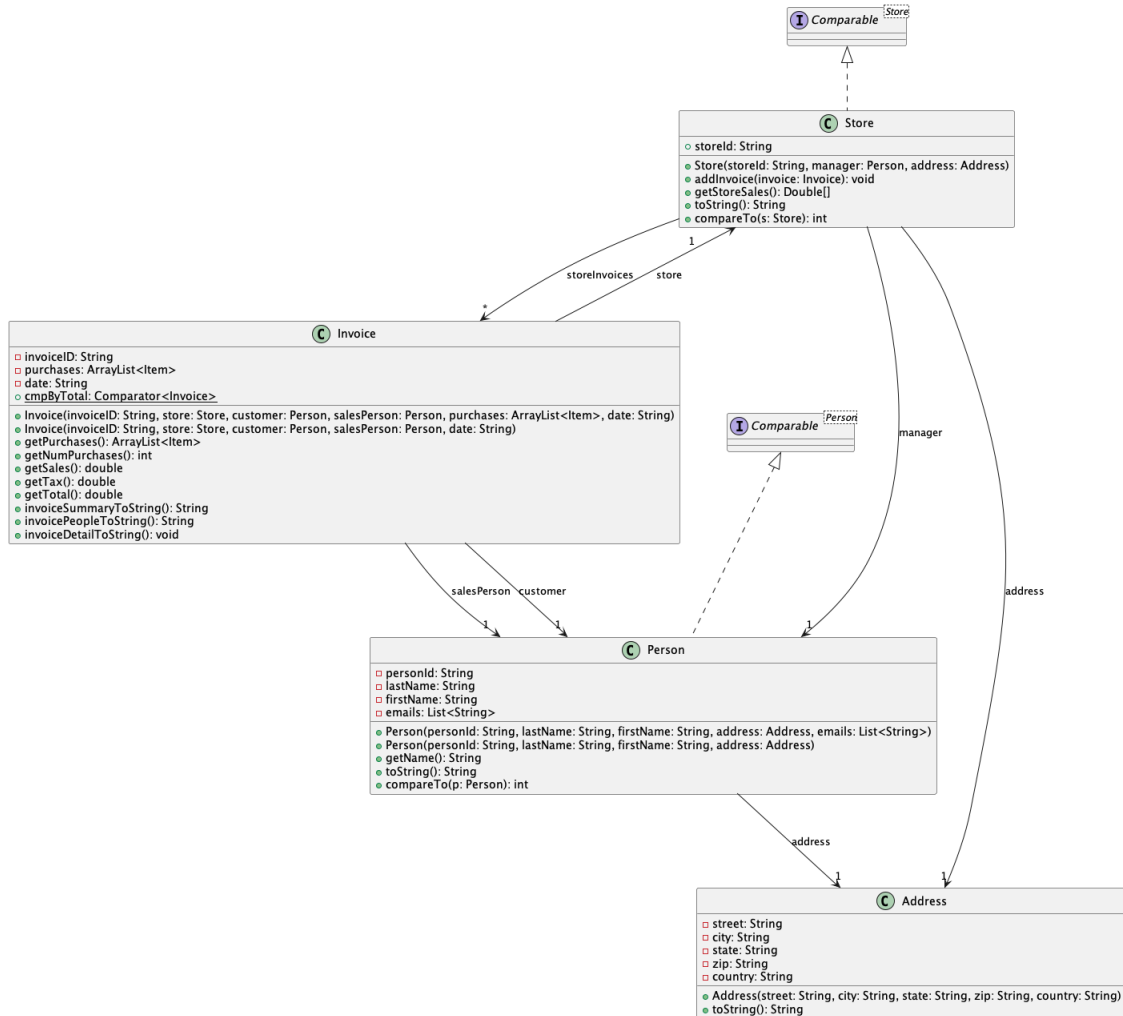 I Comparable Store
C Store
storeId: String
Store(storeId: String, manager: Person, address: Address)
addInvoice(invoice: Invoice): void
getStoreSales(): Double[]
toString(): String
compareTo(s: Store): int
1
storeInvoices
store
*
C Invoice
invoiceID: String
purchases: ArrayList<Item>
date: String
cmpByTotal: Comparator<Invoice>
Invoice(invoiceID: String, store: Store, customer: Person, salesPerson: Person, purchases: ArrayList<Item>, date: String)
Invoice(invoiceID: String, store: Store, customer: Person, salesPerson: Person, date: String)
getPurchases(): ArrayList<Item>
getNumPurchases(): int
getSales(): double
getTax(): double
getTotal(): double
invoiceSummaryToString(): String
invoicePeopleToString(): String
invoiceDetailToString(): void
I Comparable Person
manager
salesPerson
customer
address
1
1
1
C Person
personId: String
lastName: String
firstName: String
emails: List<String>
Person(personId: String, lastName: String, firstName: String, address: Address, emails: List<String>)
Person(personId: String, lastName: String, firstName: String, address: Address)
getName(): String
toString(): String
compareTo(p: Person): int
address
1
1
C Address
street: String
city: String
state: String
zip: String
country: String
Address(street: String, city: String, state: String, zip: String, country: String)
toString(): String